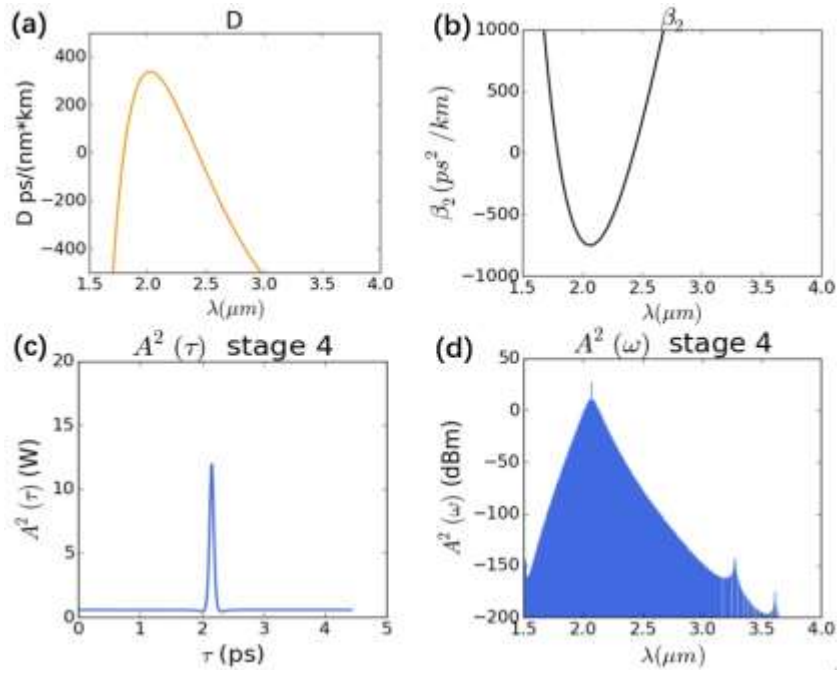 (a)
D
D ps/(nm*km)
400
200
0
−200
−400
1.5 2.0 2.5 3.0 3.5 4.0
λ(μm)
(b)
β₂
β₂ (ps² /km)
1000
500
0
−500
−1000
1.5 2.0 2.5 3.0 3.5 4.0
λ(μm)
(c)
A² (τ) stage 4
A² (τ) (W)
20
15
10
5
0
0 1 2 3 4 5
τ (ps)
(d)
A² (ω) stage 4
A² (ω) (dBm)
50
0
−50
−100
−150
−200
1.5 2.0 2.5 3.0 3.5 4.0
λ(μm)